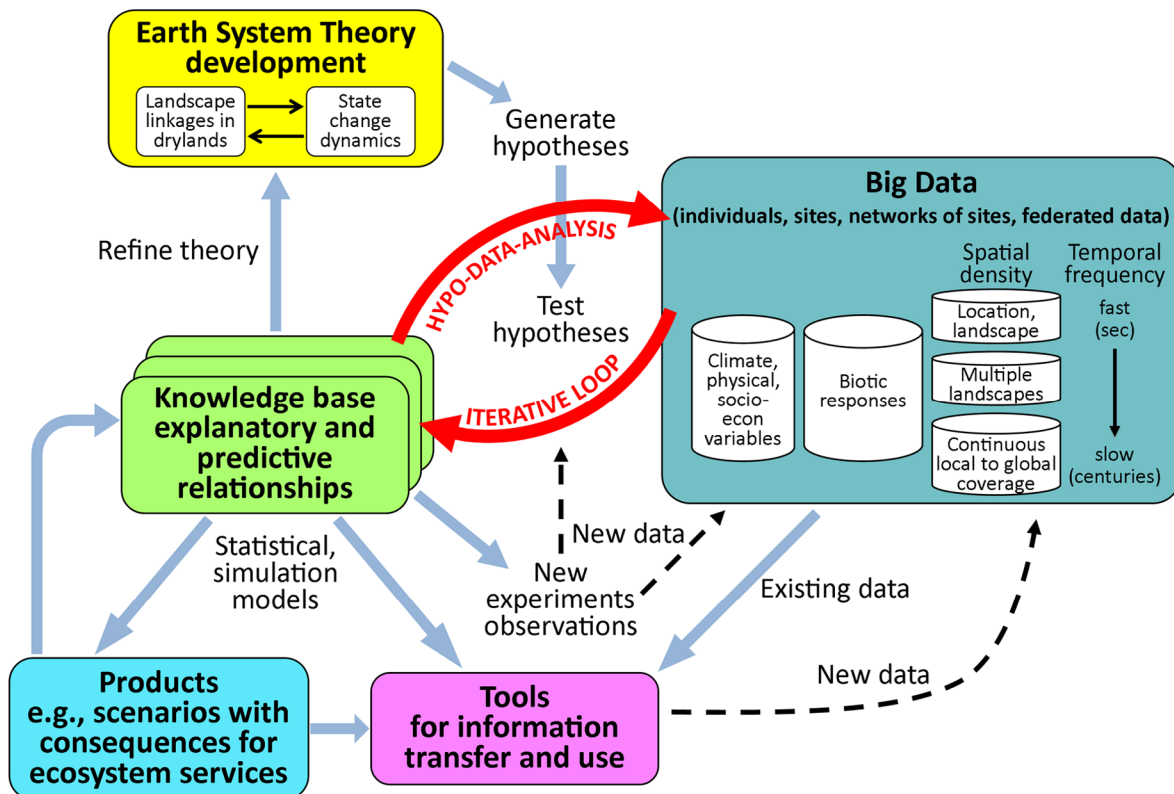 Earth System Theory
development
Landscape
linkages in
drylands
State
change
dynamics
Generate
hypotheses
Refine theory
HYPO-DATA-ANALYSIS
Test
hypotheses
ITERATIVE LOOP
Big Data
(individuals, sites, networks of sites, federated data)
Spatial
density
Temporal
frequency
Climate,
physical,
socio-
econ
variables
Biotic
responses
Location,
landscape
Multiple
landscapes
Continuous
local to global
coverage
fast
(sec)
slow
(centuries)
Knowledge base
explanatory and
predictive
relationships
Statistical,
simulation
models
New data
New
experiments
observations
Existing data
New data
Products
e.g., scenarios with
consequences for
ecosystem services
Tools
for information
transfer and use